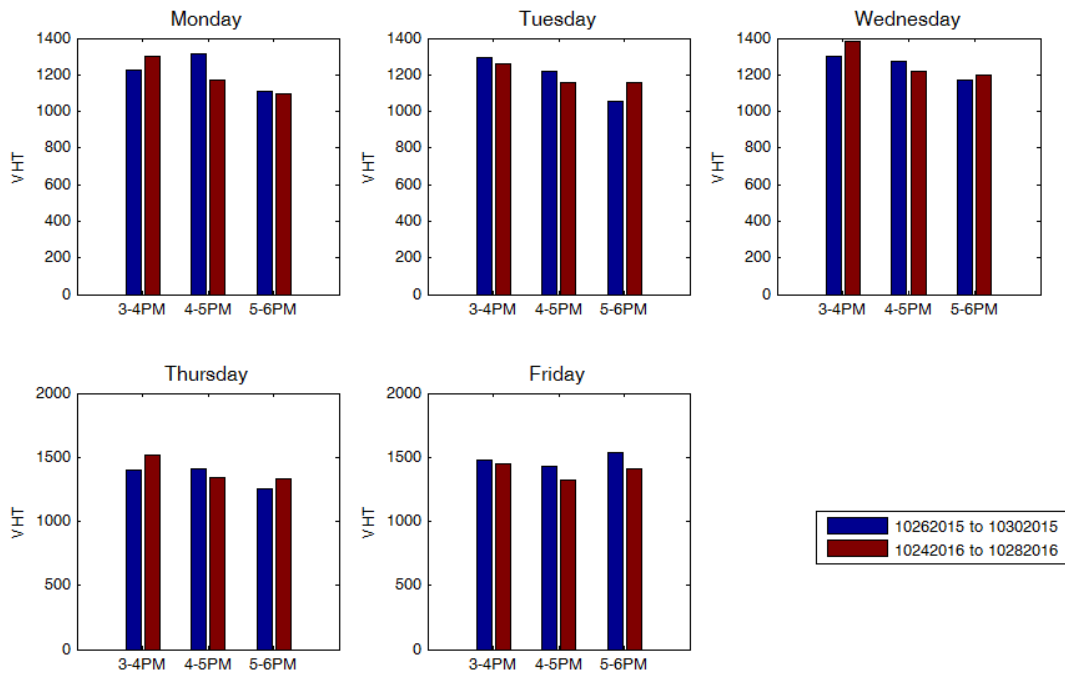 Monday
1400
1200
1000
800
600
400
200
0
VHT
3-4PM 4-5PM 5-6PM
Tuesday
1400
1200
1000
800
600
400
200
0
VHT
3-4PM 4-5PM 5-6PM
Wednesday
1400
1200
1000
800
600
400
200
0
VHT
3-4PM 4-5PM 5-6PM
Thursday
2000
1500
1000
500
0
VHT
3-4PM 4-5PM 5-6PM
Friday
2000
1500
1000
500
0
VHT
3-4PM 4-5PM 5-6PM
10262015 to 10302015
10242016 to 10282016